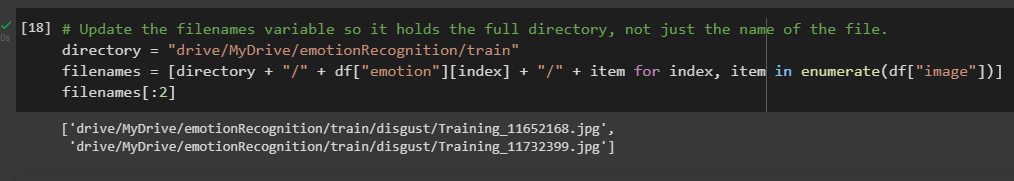 [18] # Update the filenames variable so it holds the full directory, not just the name of the file.
directory = "drive/MyDrive/emotionRecognition/train"
filenames = [directory + "/" + df["emotion"][index] + "/" + item for index, item in enumerate(df["image"])]
filenames[:2]
0s
['drive/MyDrive/emotionRecognition/train/disgust/Training_11652168.jpg',
'drive/MyDrive/emotionRecognition/train/disgust/Training_11732399.jpg']